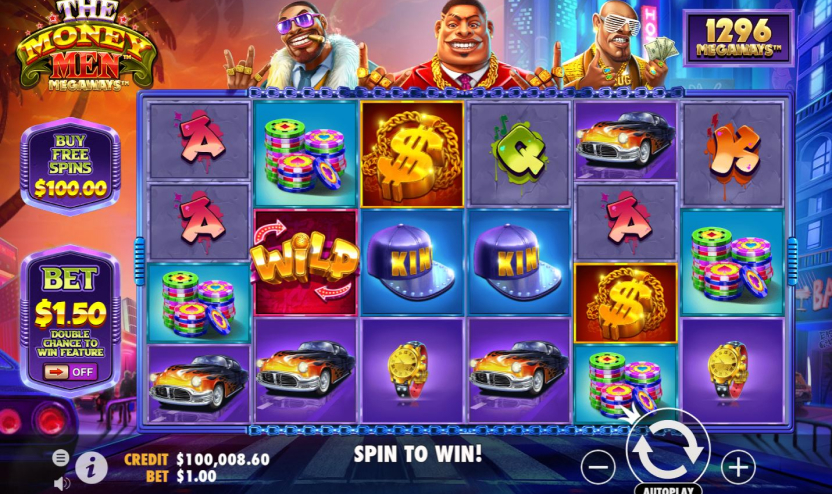 THE
MONEY
MEN™
MEGAWAYS™
1296
MEGAWAYS™
BUY
FREE
SPINS
$100.00
BET
$1.50
DOUBLE
CHANCE TO
WIN FEATURE
OFF
A
Q
K
A
WILD
KIN
KIN
A
$
$
CREDIT $100,008.60
BET $1.00
SPIN TO WIN!
AUTOPLAY